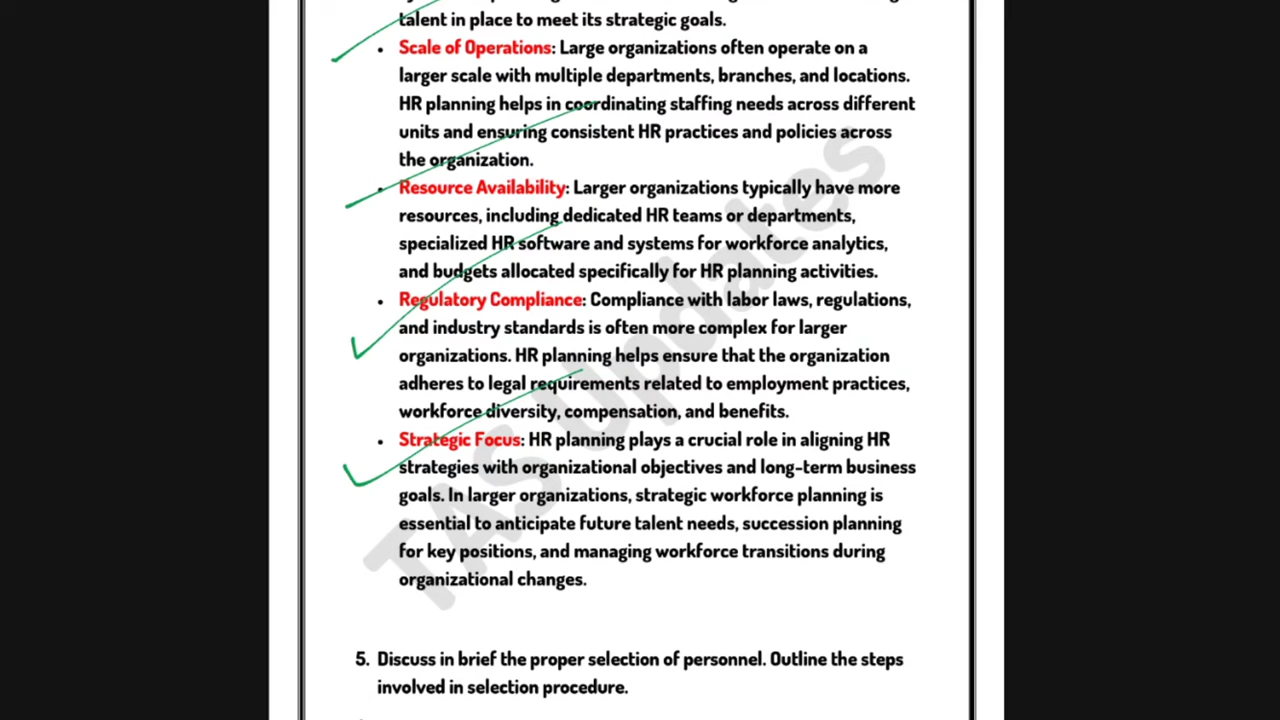 talent in place to meet its strategic goals.
• Scale of Operations: Large organizations often operate on a
larger scale with multiple departments, branches, and locations.
HR planning helps in coordinating staffing needs across different
units and ensuring consistent HR practices and policies across
the organization.
• Resource Availability: Larger organizations typically have more
resources, including dedicated HR teams or departments,
specialized HR software and systems for workforce analytics,
and budgets allocated specifically for HR planning activities.
• Regulatory Compliance: Compliance with labor laws, regulations,
and industry standards is often more complex for larger
organizations. HR planning helps ensure that the organization
adheres to legal requirements related to employment practices,
workforce diversity, compensation, and benefits.
• Strategic Focus: HR planning plays a crucial role in aligning HR
strategies with organizational objectives and long-term business
goals. In larger organizations, strategic workforce planning is
essential to anticipate future talent needs, succession planning
for key positions, and managing workforce transitions during
organizational changes.
5. Discuss in brief the proper selection of personnel. Outline the steps
involved in selection procedure.
TAS Updates